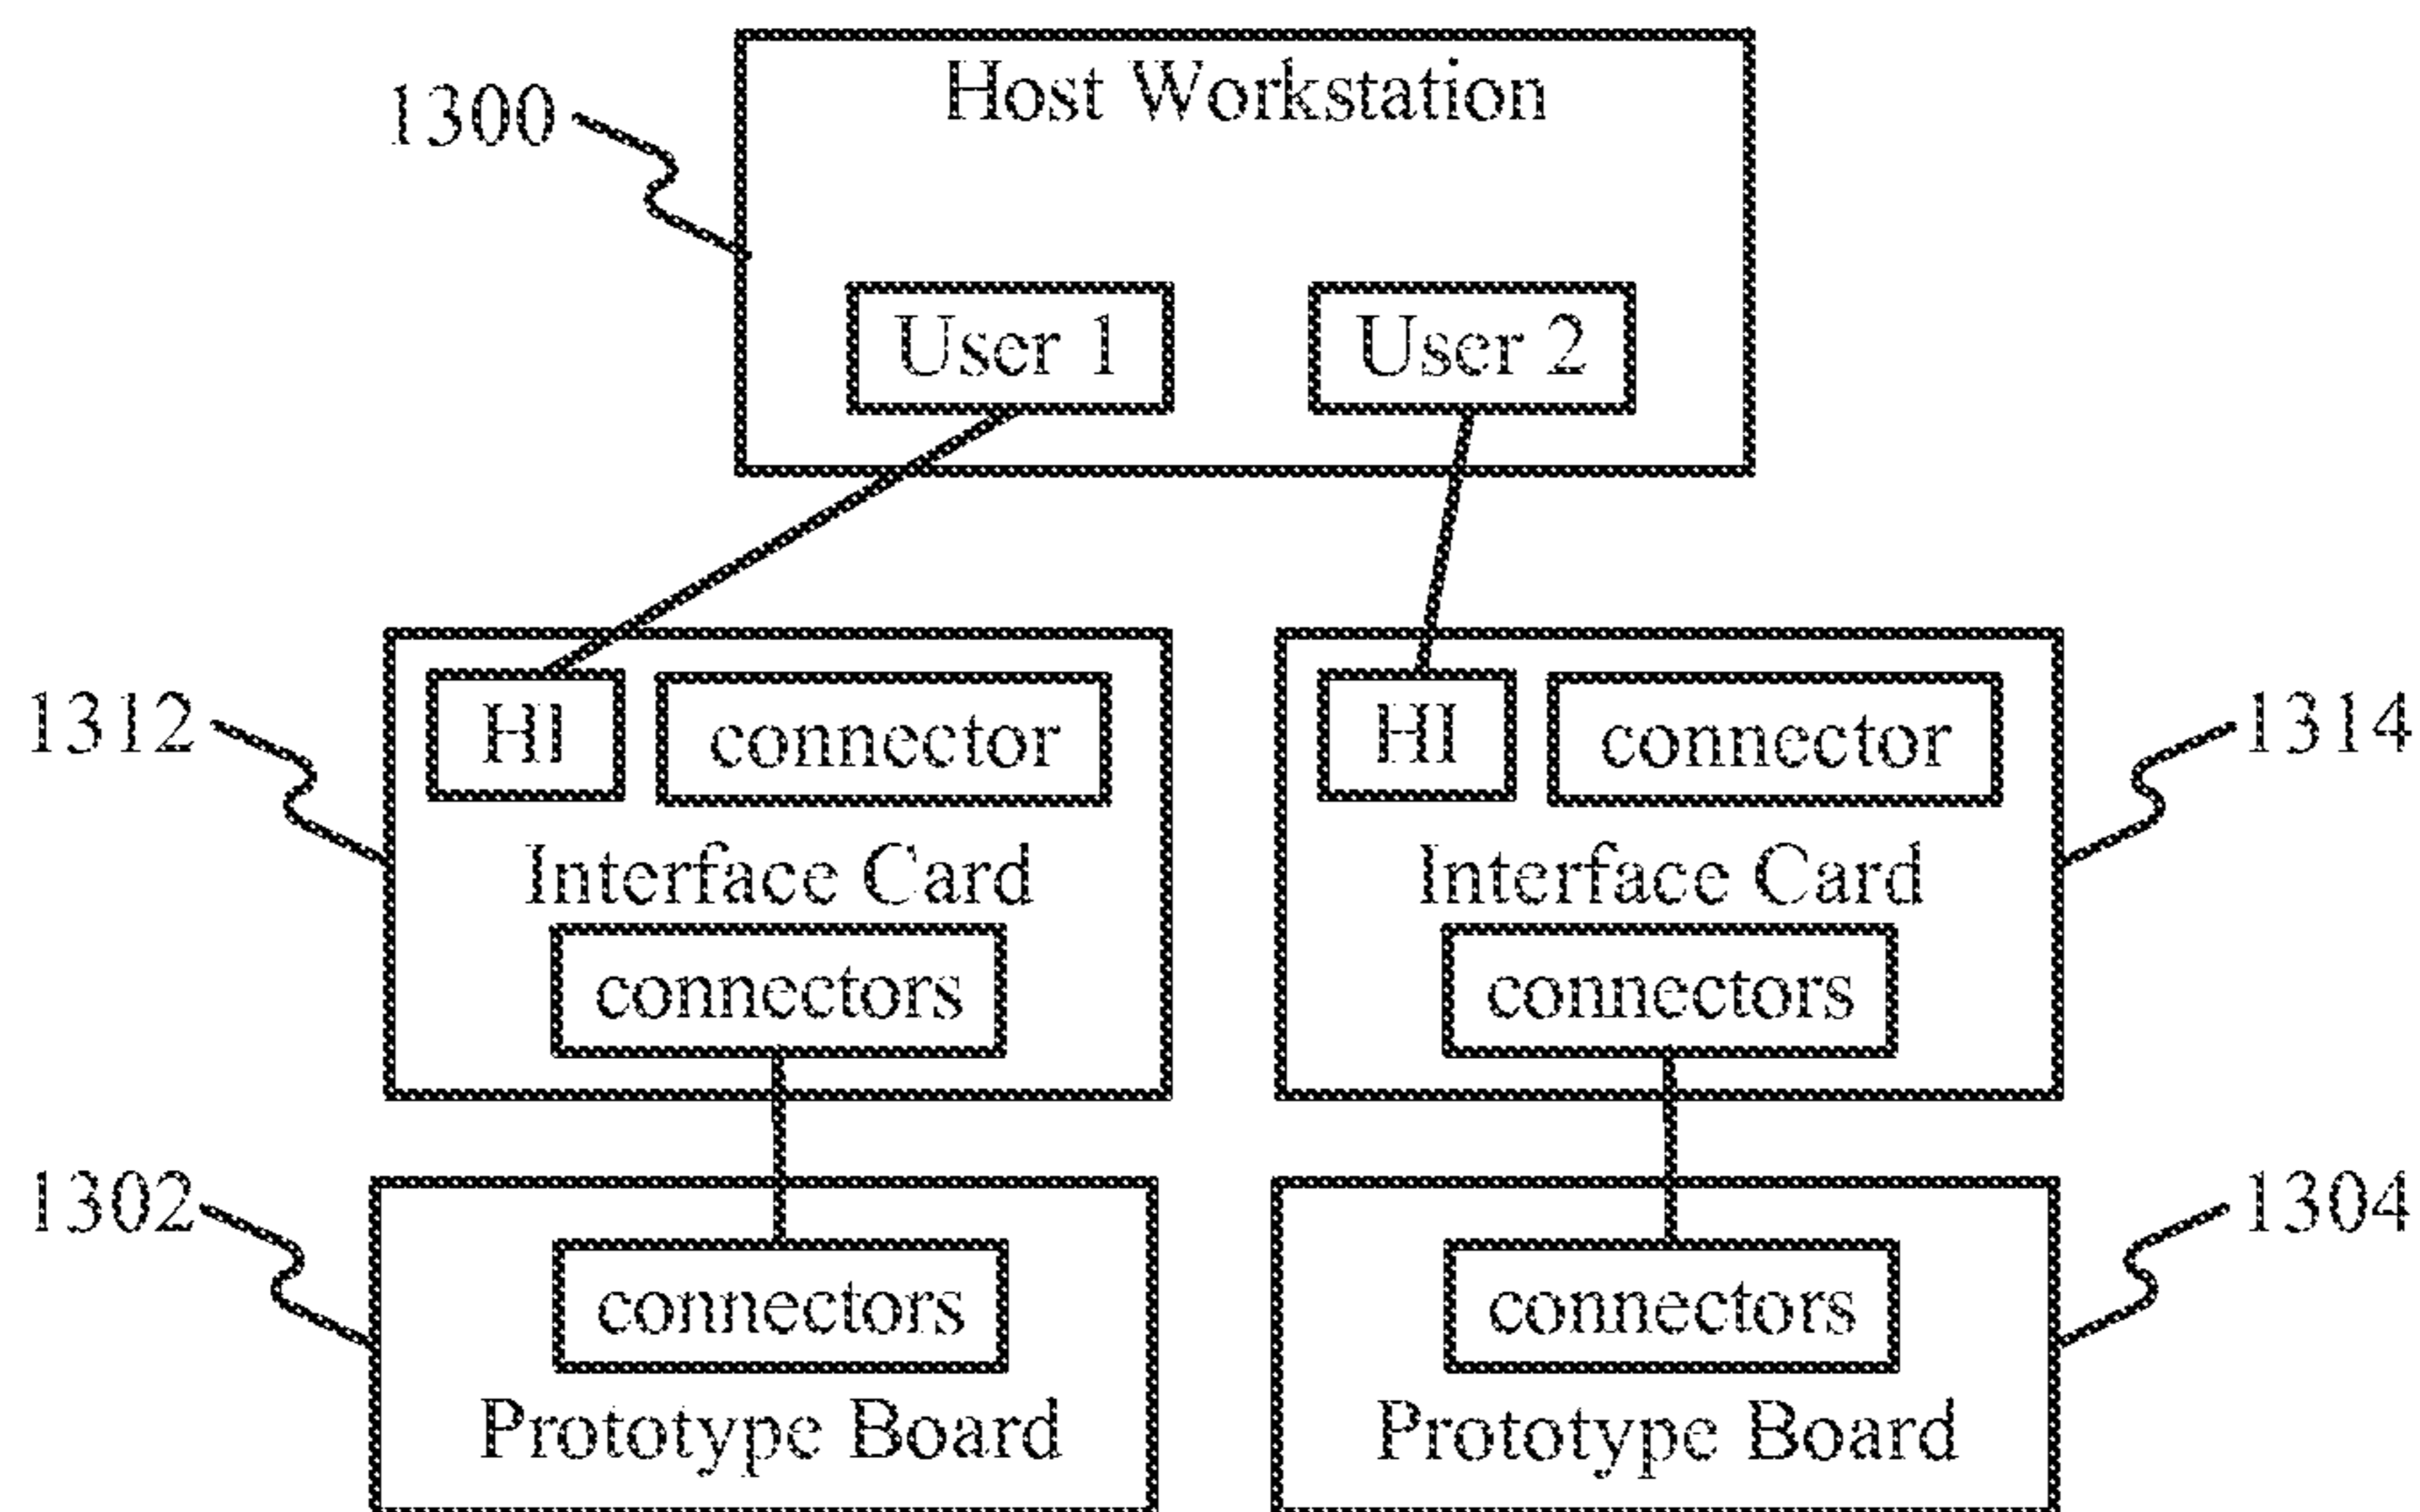 Host Workstation
1300
User 1 User 2
1312 HI connector HI connector 1314
Interface Card Interface Card
connectors connectors
1302 1304
connectors connectors
Prototype Board Prototype Board